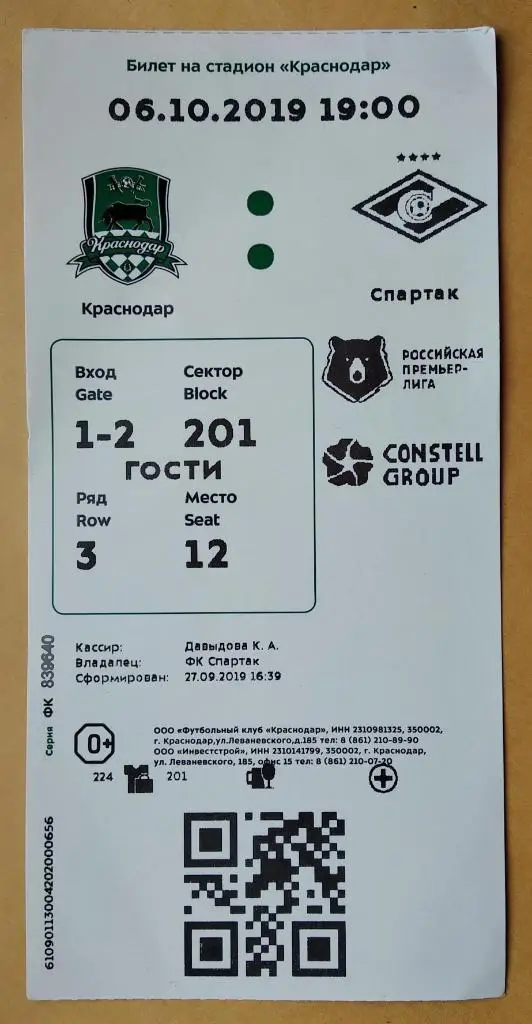 Билет на стадион «Краснодар»
06.10.2019 19:00
Краснодар
Краснодар
Спартак
Вход Сектор
Gate Block
1-2 201
ГОСТИ
Ряд Место
Row Seat
3 12
РОССИЙСКАЯ
ПРЕМЬЕР-
ЛИГА
CONSTELL
GROUP
Кассир: Давыдова К. А.
Владелец: ФК Спартак
Сформирован: 27.09.2019 16:39
Серия ФК 839640
0+
ООО «Футбольный клуб «Краснодар», ИНН 2310981325, 350002,
г. Краснодар,ул.Леваневского,д.185 тел: 8 (861) 210-89-90
ООО «Инвестстрой», ИНН 2310141799, 350002, г. Краснодар,
ул. Леваневского, 185, офис 15 тел: 8 (861) 210-07-20
224 201
61090113004202000656